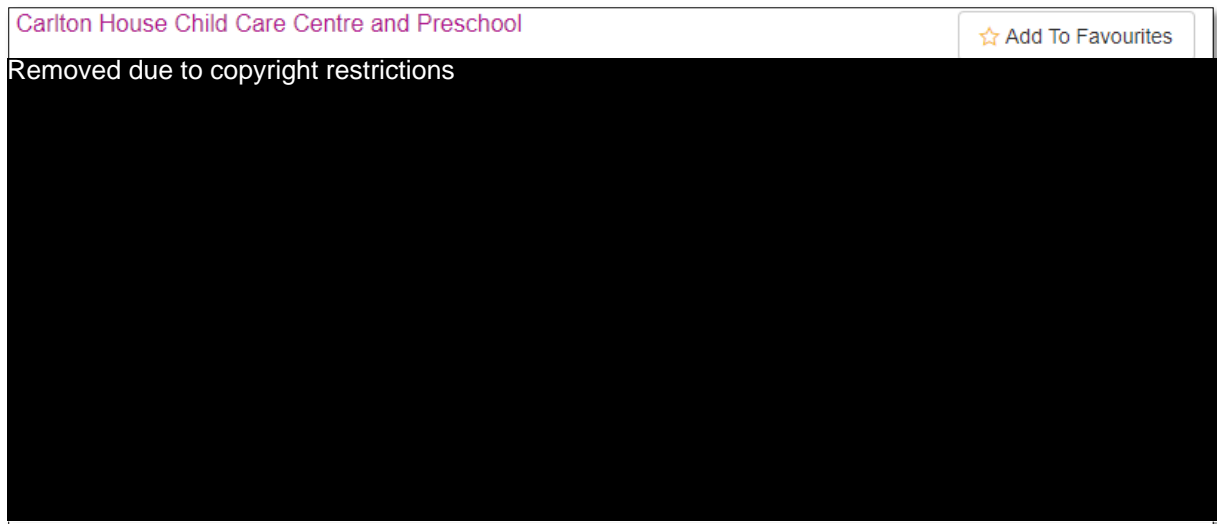 Carlton House Child Care Centre and Preschool
Add To Favourites
Removed due to copyright restrictions